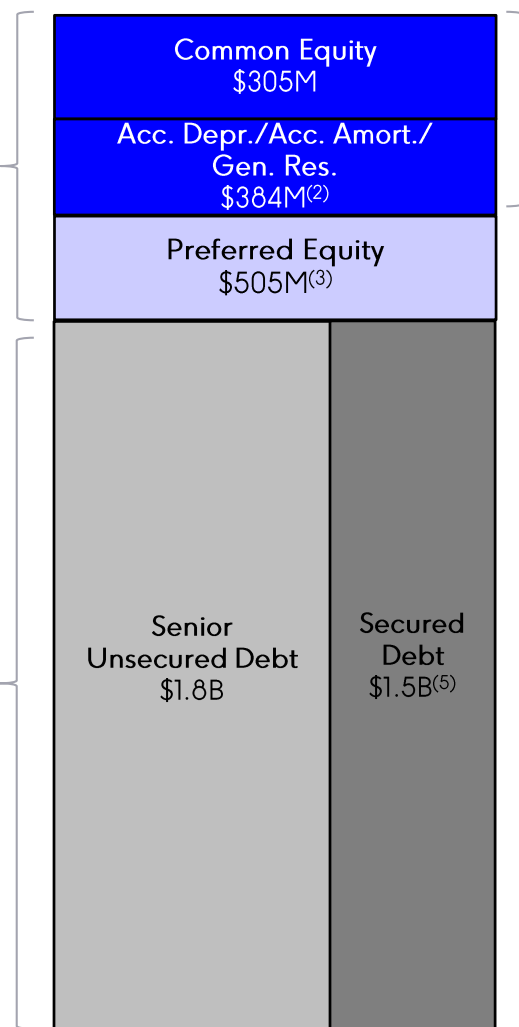 Common Equity
$305M
Acc. Depr./Acc. Amort./
Gen. Res.
$384M(2)
Preferred Equity
$505M(3)
Senior
Unsecured Debt
$1.8B
Secured
Debt
$1.5B(5)